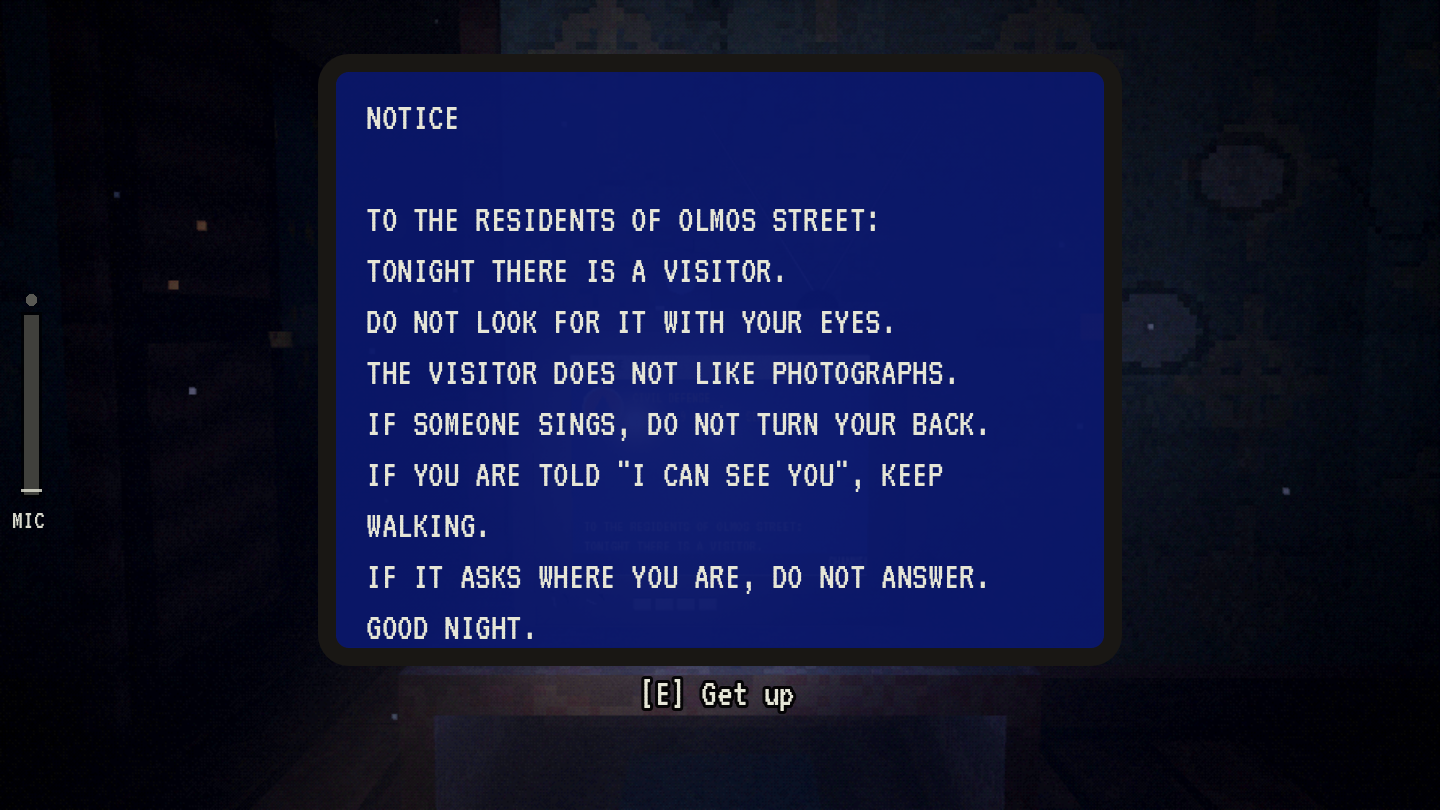 NOTICE
TO THE RESIDENTS OF OLMOS STREET:
TONIGHT THERE IS A VISITOR.
DO NOT LOOK FOR IT WITH YOUR EYES.
THE VISITOR DOES NOT LIKE PHOTOGRAPHS.
IF SOMEONE SINGS, DO NOT TURN YOUR BACK.
IF YOU ARE TOLD "I CAN SEE YOU", KEEP
WALKING.
IF IT ASKS WHERE YOU ARE, DO NOT ANSWER.
GOOD NIGHT.
MIC
[E] Get up